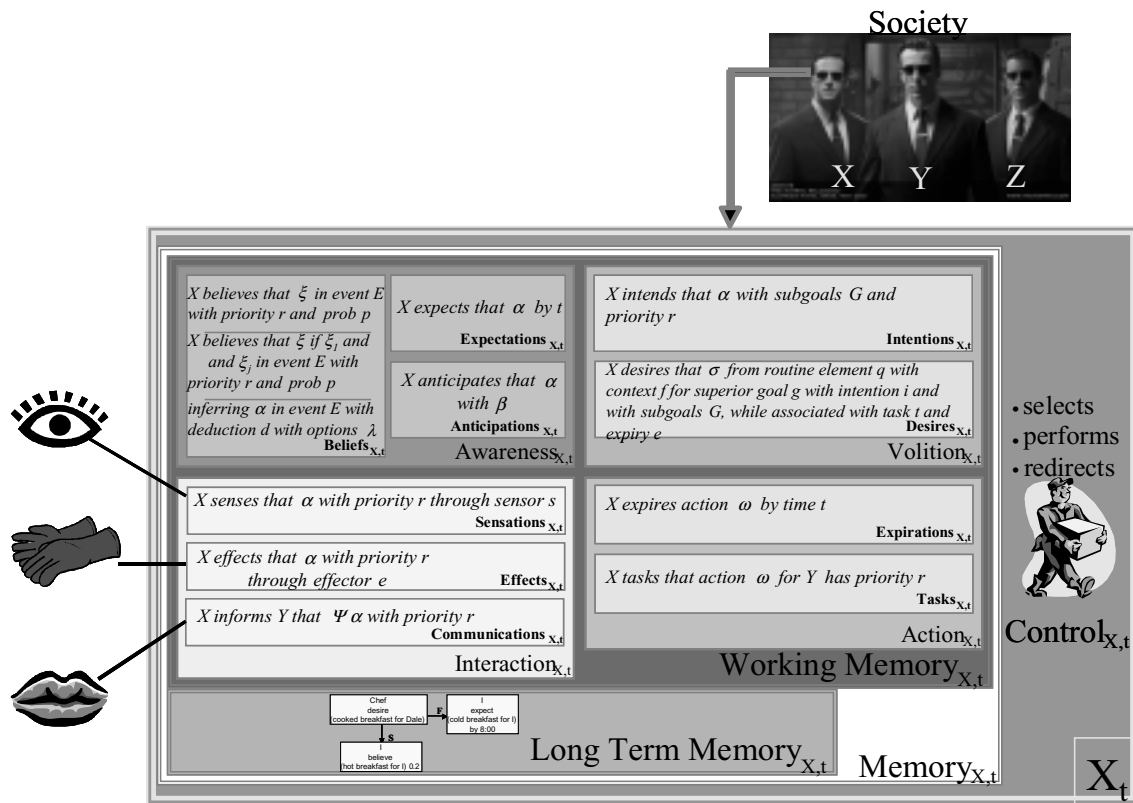 Society
X Y Z
X believes that ξ in event E
with priority r and prob p
X believes that ξ if ξ1 and
and ξj in event E with
priority r and prob p
inferring α in event E with
deduction d with options λ
BeliefsX,t
X expects that α by t
ExpectationsX,t
X anticipates that α
with β
AnticipationsX,t
AwarenessX,t
X intends that α with subgoals G and
priority r
IntentionsX,t
X desires that σ from routine element q with
context f for superior goal g with intention i and
with subgoals G, while associated with task t and
expiry e
DesiresX,t
VolitionX,t
X senses that α with priority r through sensor s
SensationsX,t
X effects that α with priority r
through effector e
EffectsX,t
X informs Y that Ψ α with priority r
CommunicationsX,t
InteractionX,t
X expires action ω by time t
ExpirationsX,t
X tasks that action ω for Y has priority r
TasksX,t
ActionX,t
Working MemoryX,t
• selects
• performs
• redirects
ControlX,t
Chef
desire
(cooked breakfast for Dale)
F
I
expect
(cold breakfast for I)
by 8:00
S
I
believe
(hot breakfast for I) 0.2
Long Term MemoryX,t
MemoryX,t
Xt